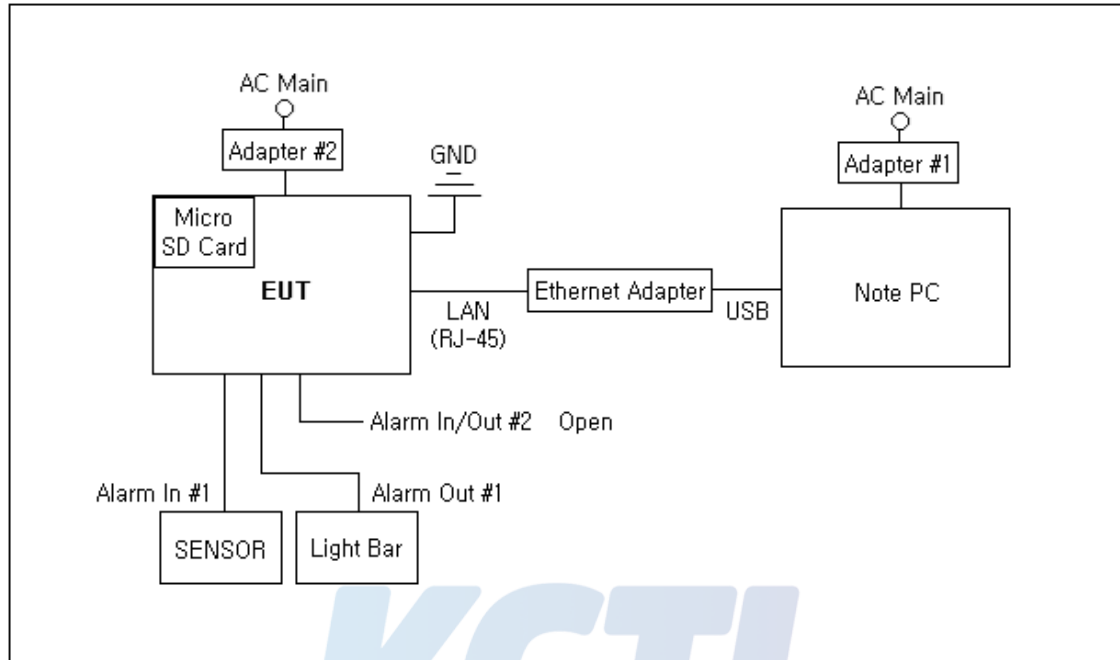 AC Main
Adapter #2
GND
Micro
SD Card
EUT
LAN
(RJ-45)
Ethernet Adapter
USB
AC Main
Adapter #1
Note PC
Alarm In/Out #2 Open
Alarm In #1
Alarm Out #1
SENSOR
Light Bar
KCTL